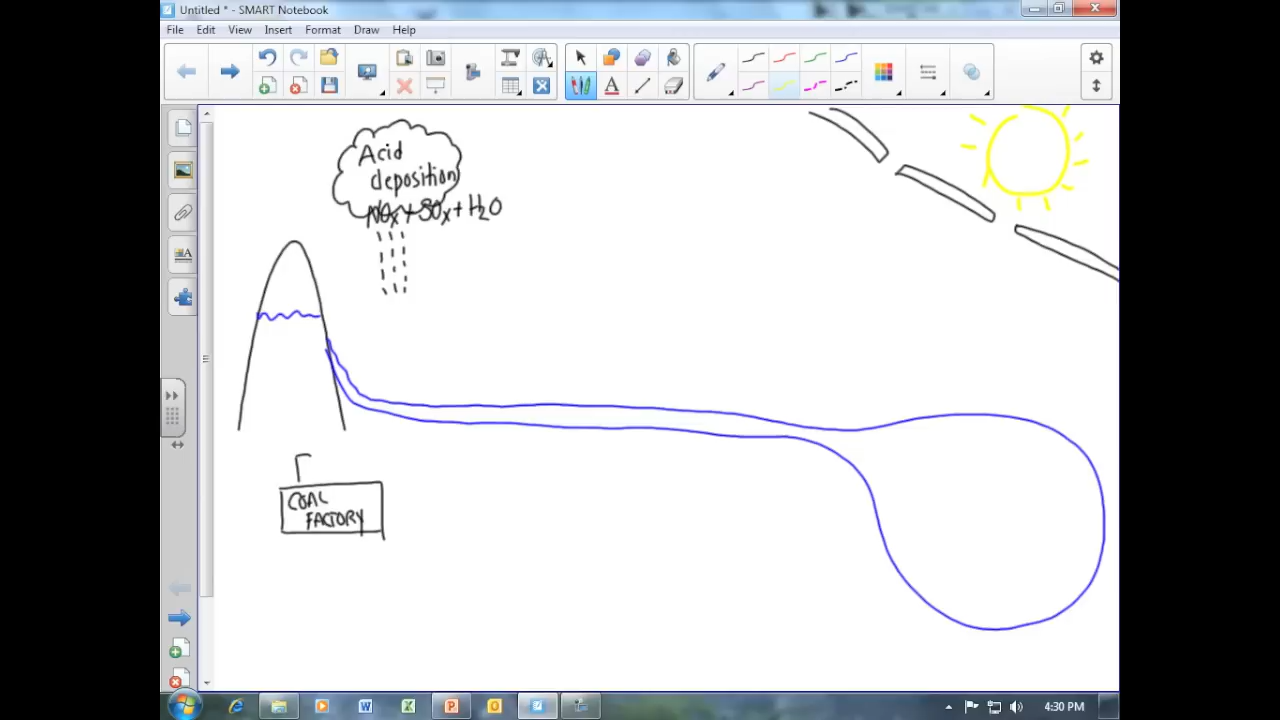 Untitled * - SMART Notebook
File Edit View Insert Format Draw Help
Acid
deposition
NOx + SOx + H2O
COAL
FACTORY
4:30 PM